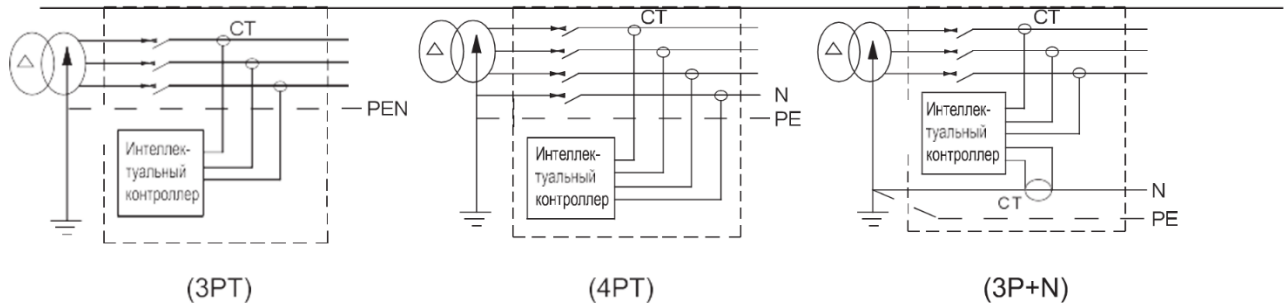 CT
PEN
Интеллек-
туальный
контроллер
(3PT)
CT
N
PE
Интеллек-
туальный
контроллер
(4PT)
CT
Интеллек-
туальный
контроллер
CT
N
PE
(3P+N)